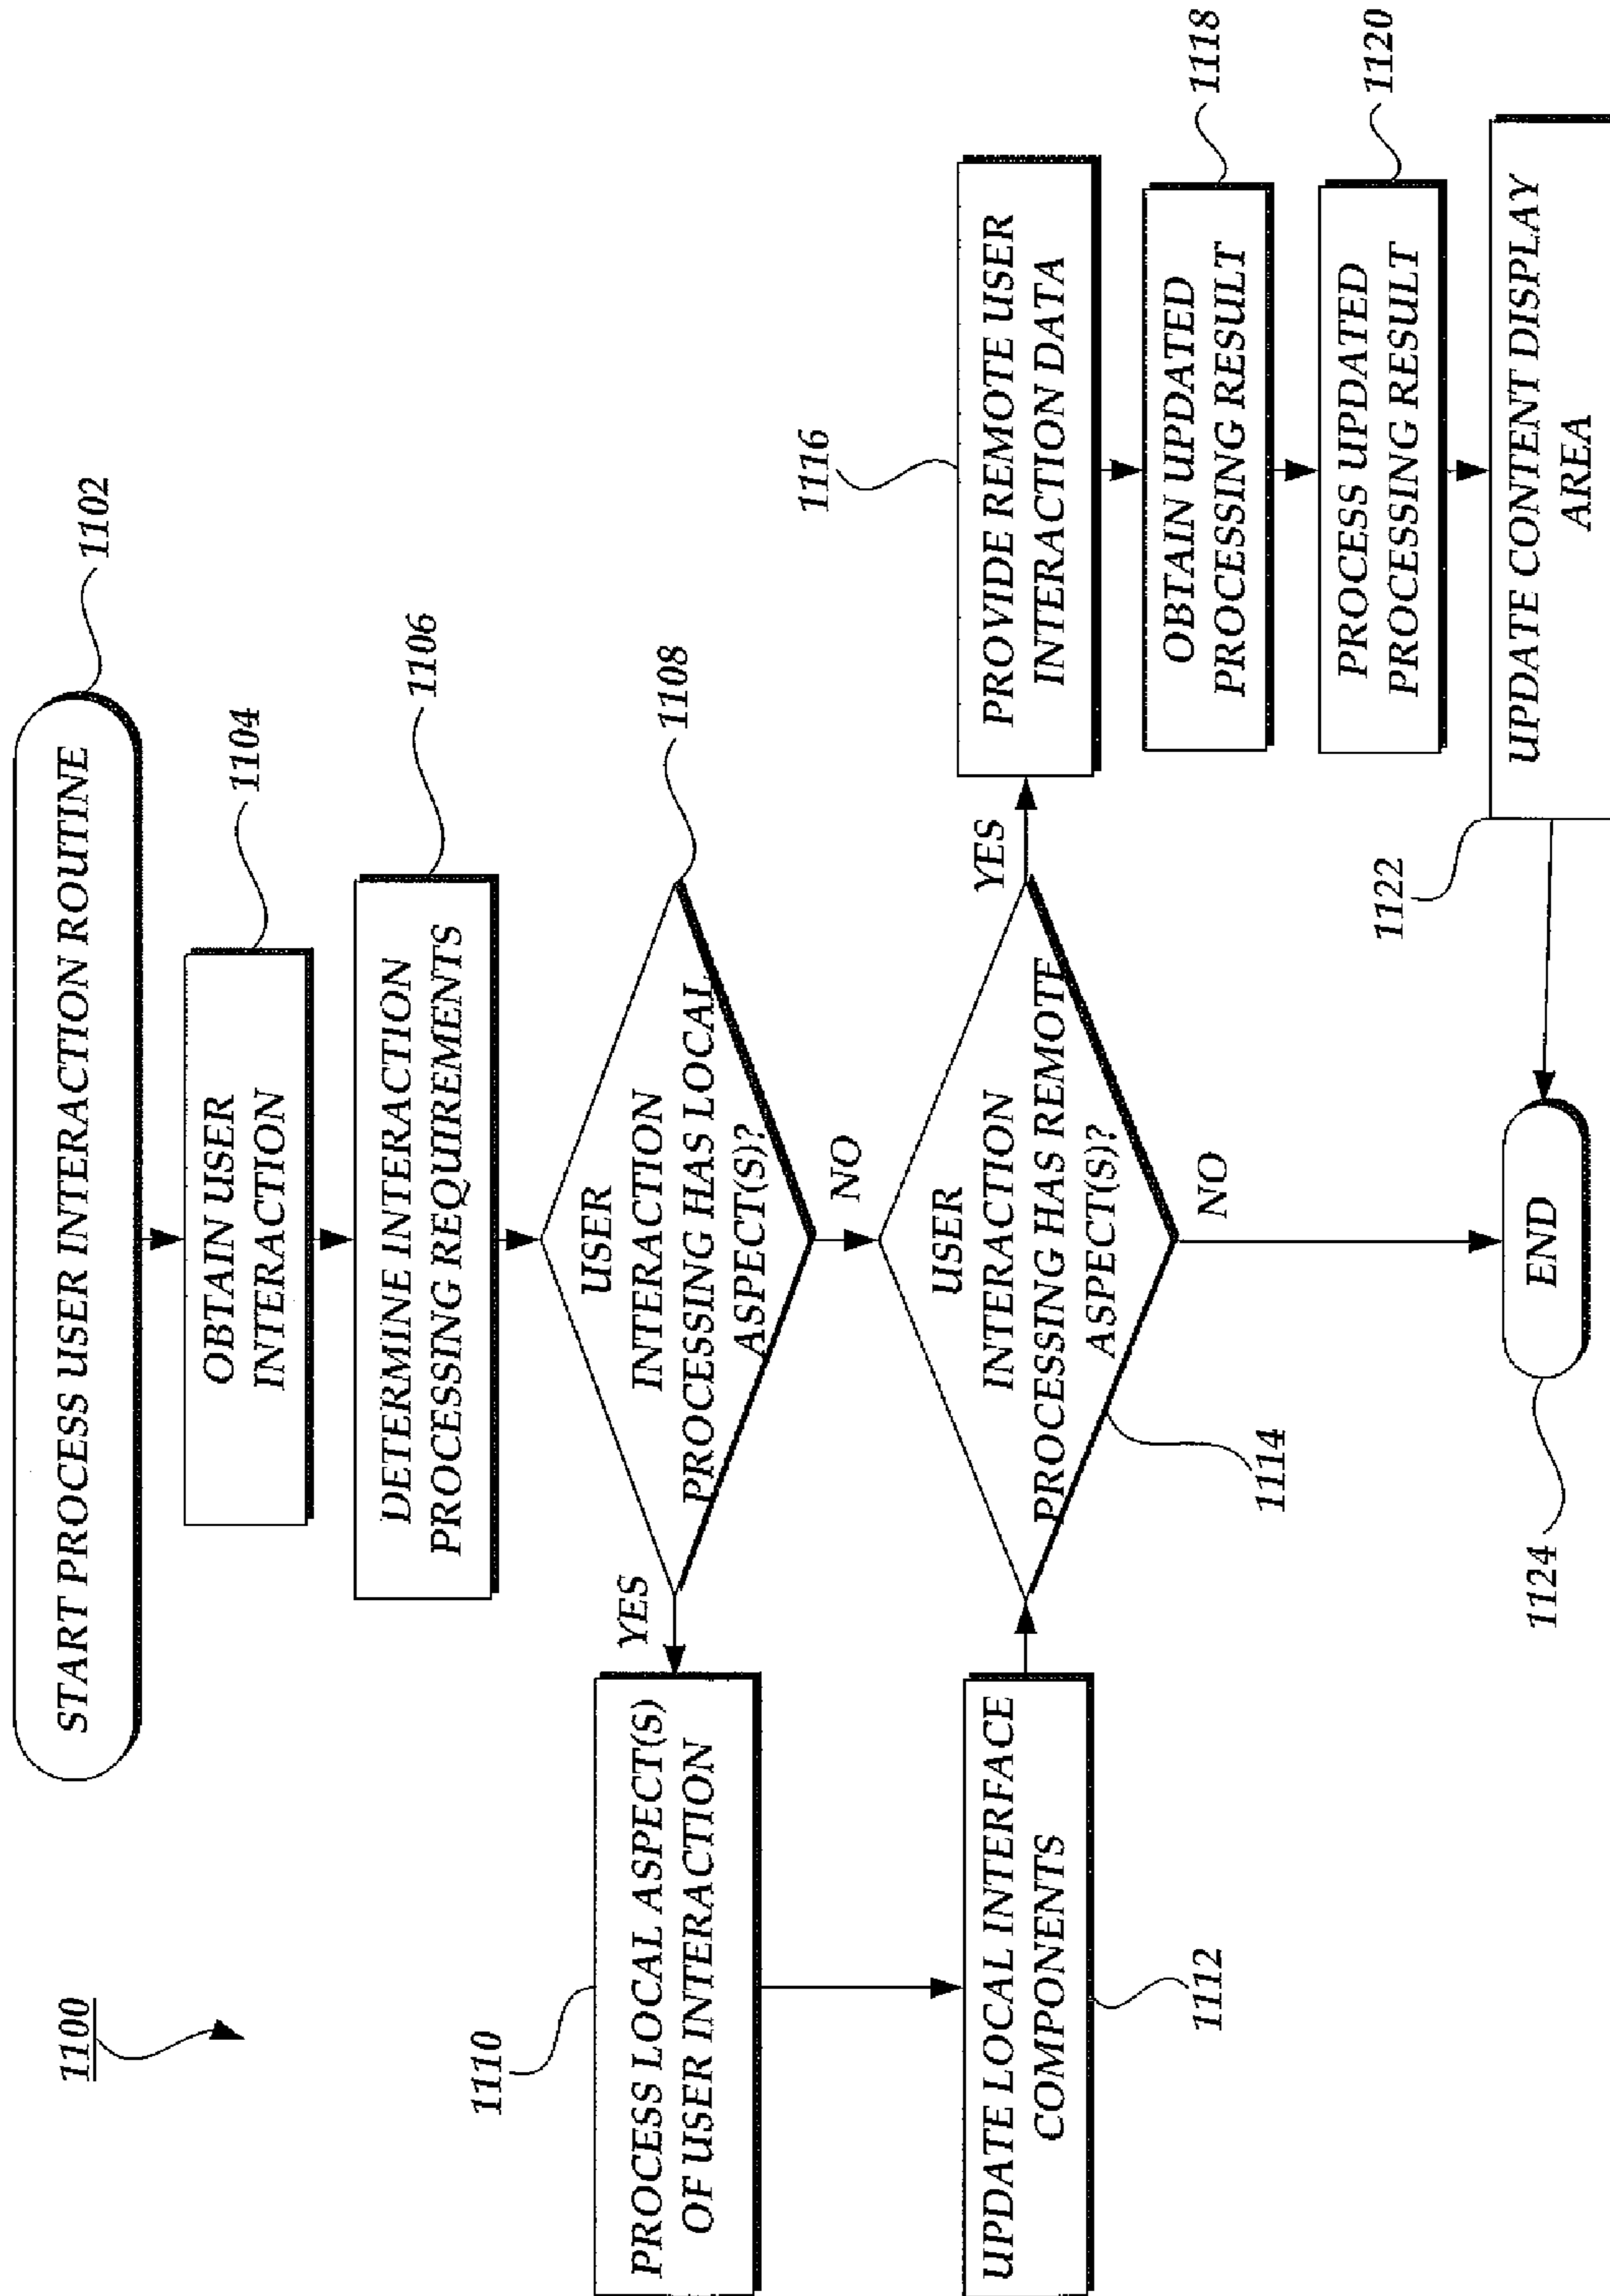 1100
START PROCESS USER INTERACTION ROUTINE
1102
OBTAIN USER
INTERACTION
1104
DETERMINE INTERACTION
PROCESSING REQUIREMENTS
1106
USER
INTERACTION
PROCESSING HAS LOCAL
ASPECT(S)?
1108
YES
NO
1110
PROCESS LOCAL ASPECT(S)
OF USER INTERACTION
UPDATE LOCAL INTERFACE
COMPONENTS
1112
USER
INTERACTION
PROCESSING HAS REMOTE
ASPECT(S)?
1114
YES
NO
1116
PROVIDE REMOTE USER
INTERACTION DATA
OBTAIN UPDATED
PROCESSING RESULT
1118
PROCESS UPDATED
PROCESSING RESULT
1120
UPDATE CONTENT DISPLAY
AREA
1122
END
1124